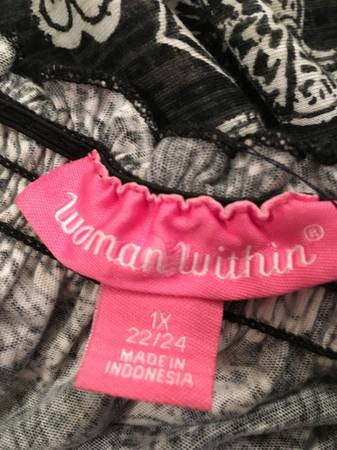 Woman Within®
1X
22/24
MADE IN
INDONESIA